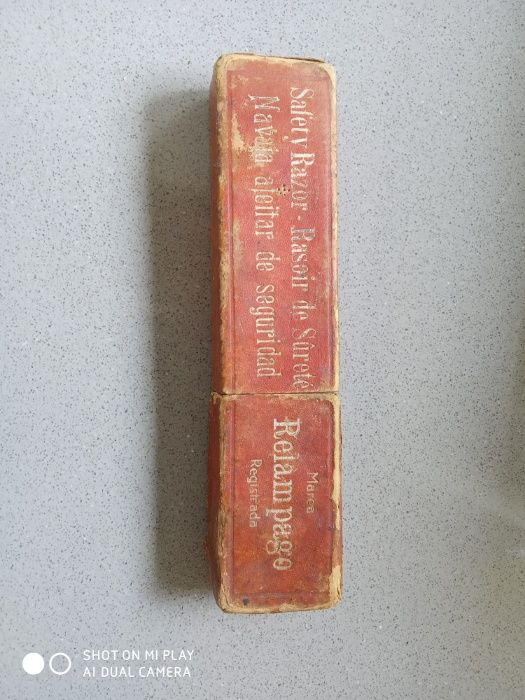 Safety Razor - Rasoir de Sûreté
Navaja afeitar de seguridad
Marca
Relampago
Registrada
SHOT ON MI PLAY
AI DUAL CAMERA